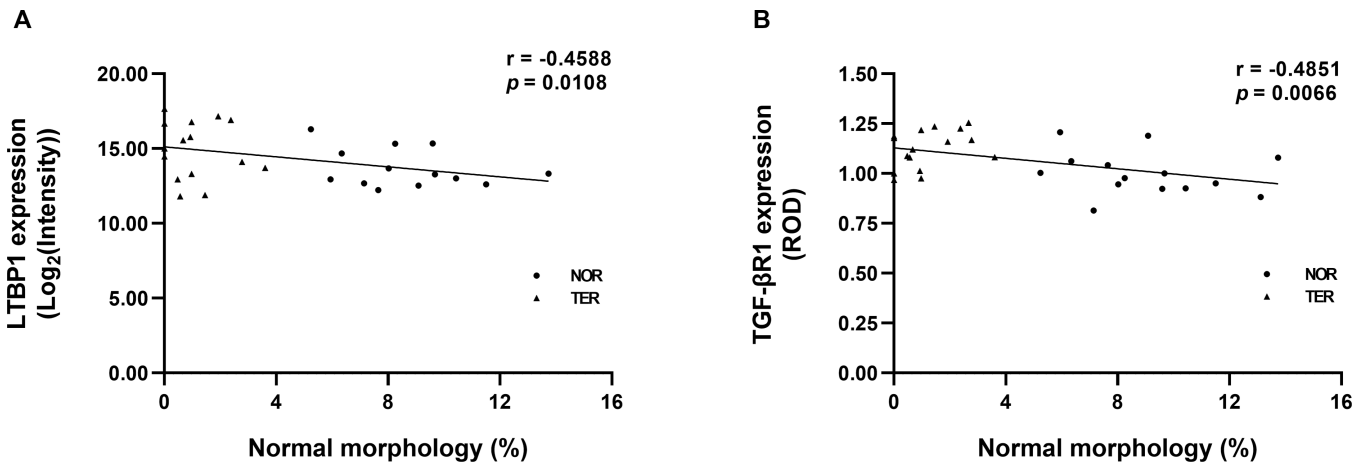 A
r = -0.4588
p = 0.0108
LTBP1 expression
(Log₂(Intensity))
20.00
15.00
10.00
5.00
0.00
NOR
TER
0 4 8 12 16
Normal morphology (%)
B
r = -0.4851
p = 0.0066
TGF-βR1 expression
(ROD)
1.50
1.25
1.00
0.75
0.50
0.25
0.00
NOR
TER
0 4 8 12 16
Normal morphology (%)